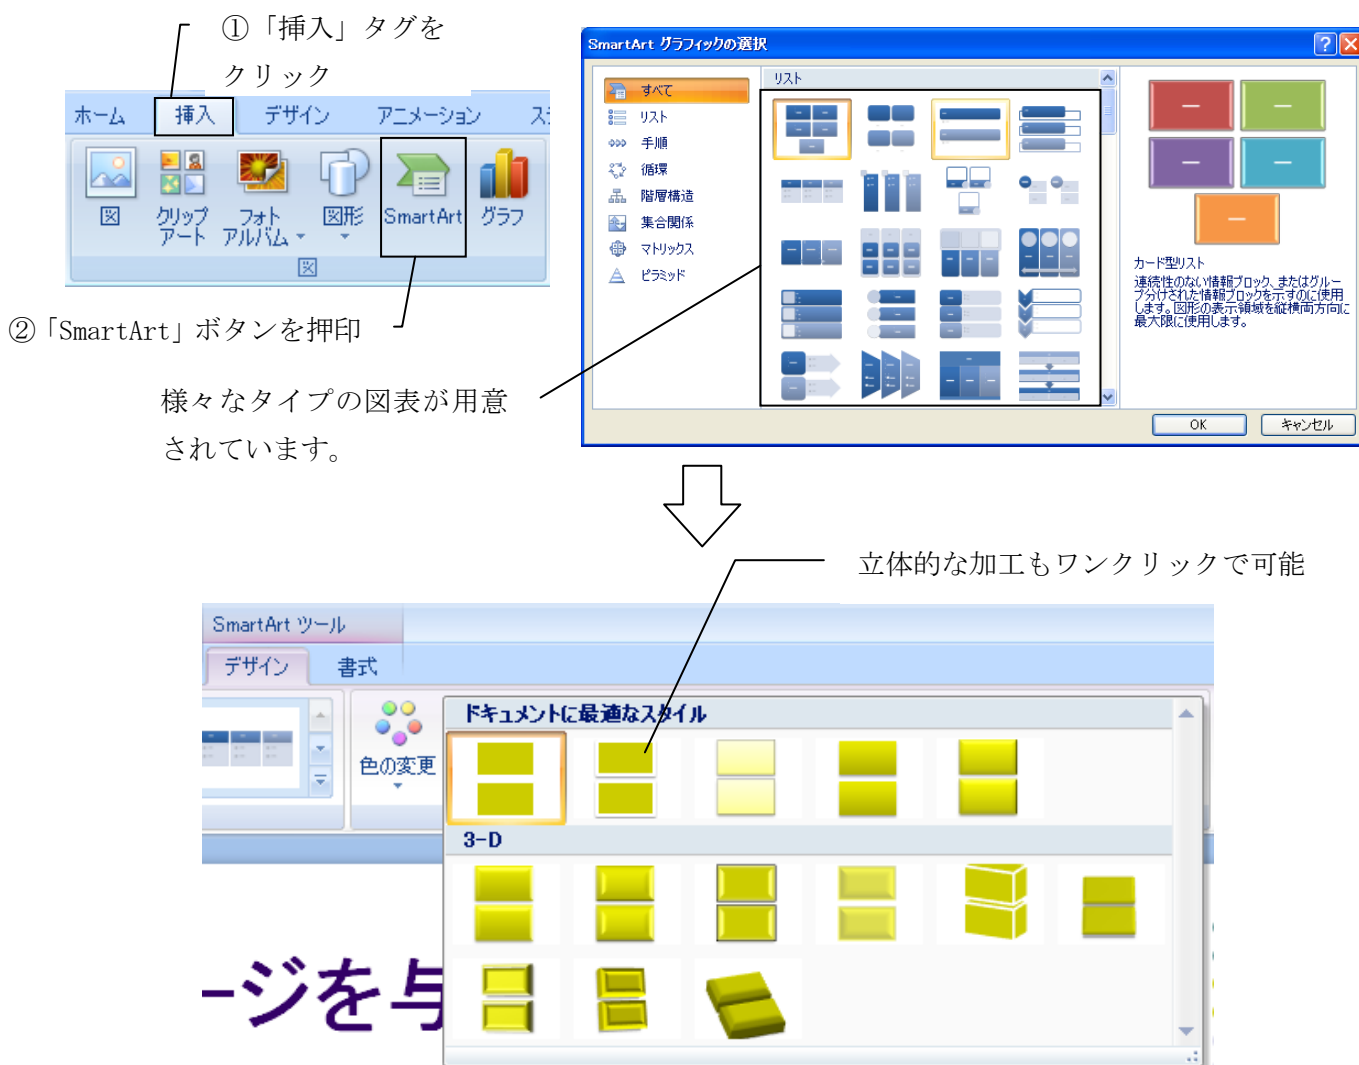 ①「挿入」タグを
クリック
ホーム 挿入 デザイン アニメーション
図 クリップアート フォトアルバム 図形 SmartArt グラフ
図
②「SmartArt」ボタンを押印
様々なタイプの図表が用意
されています。
SmartArt グラフィックの選択
すべて
リスト
手順
循環
階層構造
集合関係
マトリックス
ピラミッド
リスト
カード型リスト
連続性のない情報ブロック、またはグルー
プ分けされた情報ブロックを示すのに使用
します。図形の表示領域を縦横両方向に
最大限に使用します。
OK キャンセル
立体的な加工もワンクリックで可能
SmartArt ツール
デザイン 書式
色の変更
ドキュメントに最適なスタイル
3-D
ージを与